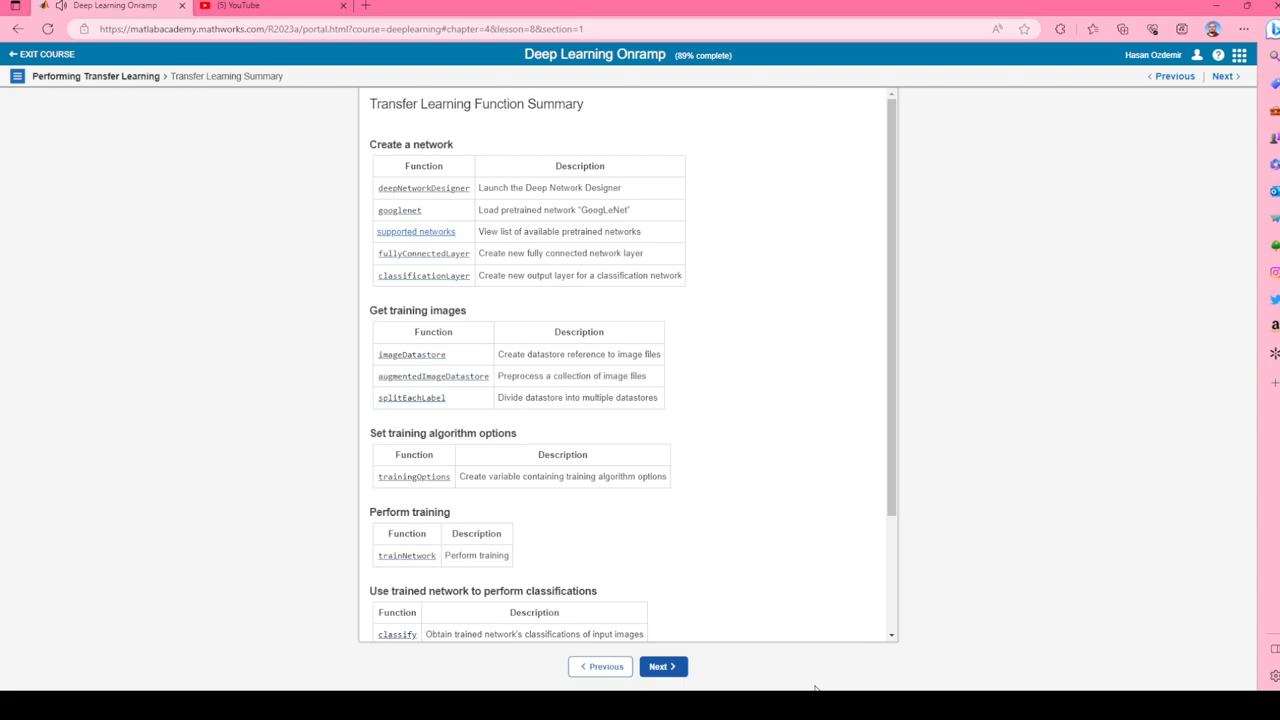 Deep Learning Onramp
(5) YouTube
https://matlabacademy.mathworks.com/R2023a/portal.html?course=deeplearning#chapter=4&lesson=8&section=1
EXIT COURSE
Deep Learning Onramp (89% complete)
Hasan Ozdemir
Performing Transfer Learning > Transfer Learning Summary
Previous
Next
Transfer Learning Function Summary
Create a network
Function Description
deepNetworkDesigner Launch the Deep Network Designer
googlenet Load pretrained network "GoogLeNet"
supported networks View list of available pretrained networks
fullyConnectedLayer Create new fully connected network layer
classificationLayer Create new output layer for a classification network
Get training images
Function Description
imageDatastore Create datastore reference to image files
augmentedImageDatastore Preprocess a collection of image files
splitEachLabel Divide datastore into multiple datastores
Set training algorithm options
Function Description
trainingOptions Create variable containing training algorithm options
Perform training
Function Description
trainNetwork Perform training
Use trained network to perform classifications
Function Description
classify Obtain trained network's classifications of input images
Previous
Next